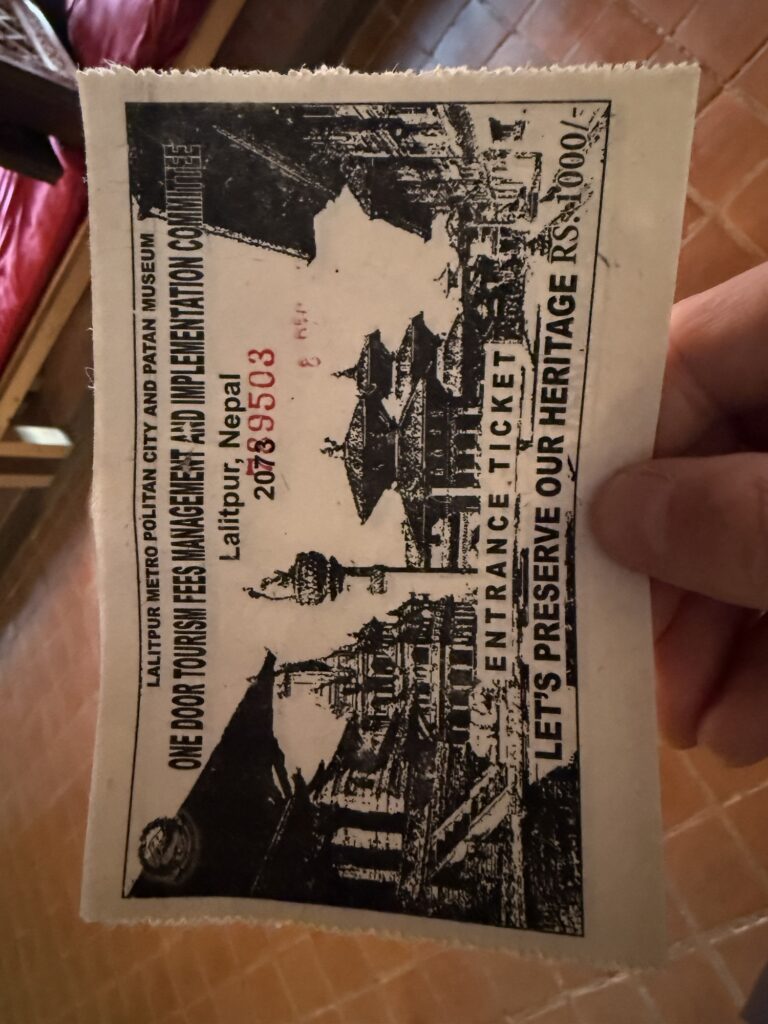 LALITPUR METRO POLITAN CITY AND PATAN MUSEUM
ONE DOOR TOURISM FEES MANAGEMENT AND IMPLEMENTATION COMMITTEE
Lalitpur, Nepal
2073
ENTRANCE TICKET
LET'S PRESERVE OUR HERITAGE RS. 1000/-